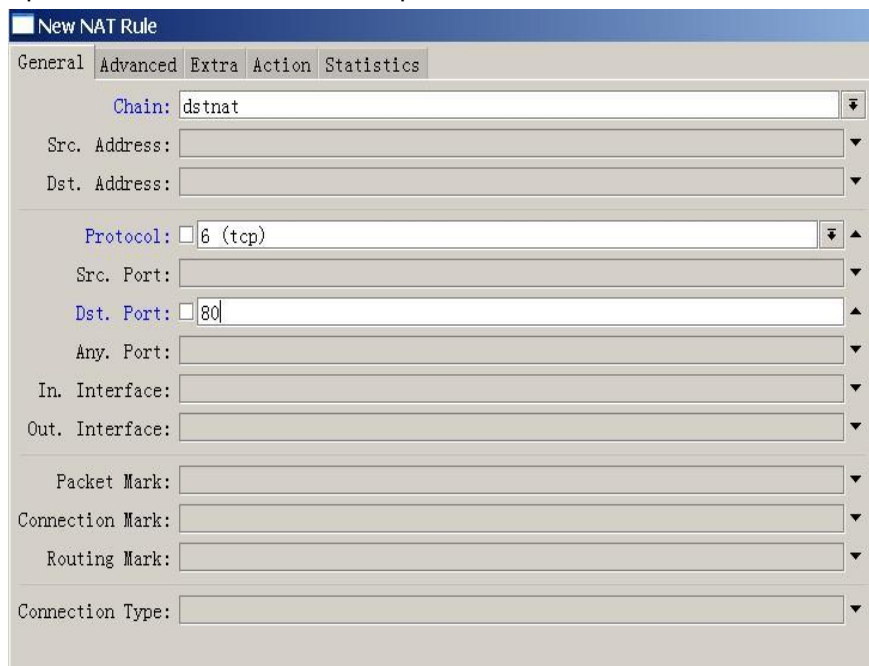 New NAT Rule
General Advanced Extra Action Statistics
Chain: dstnat
Src. Address:
Dst. Address:
Protocol: 6 (tcp)
Src. Port:
Dst. Port: 80
Any. Port:
In. Interface:
Out. Interface:
Packet Mark:
Connection Mark:
Routing Mark:
Connection Type: